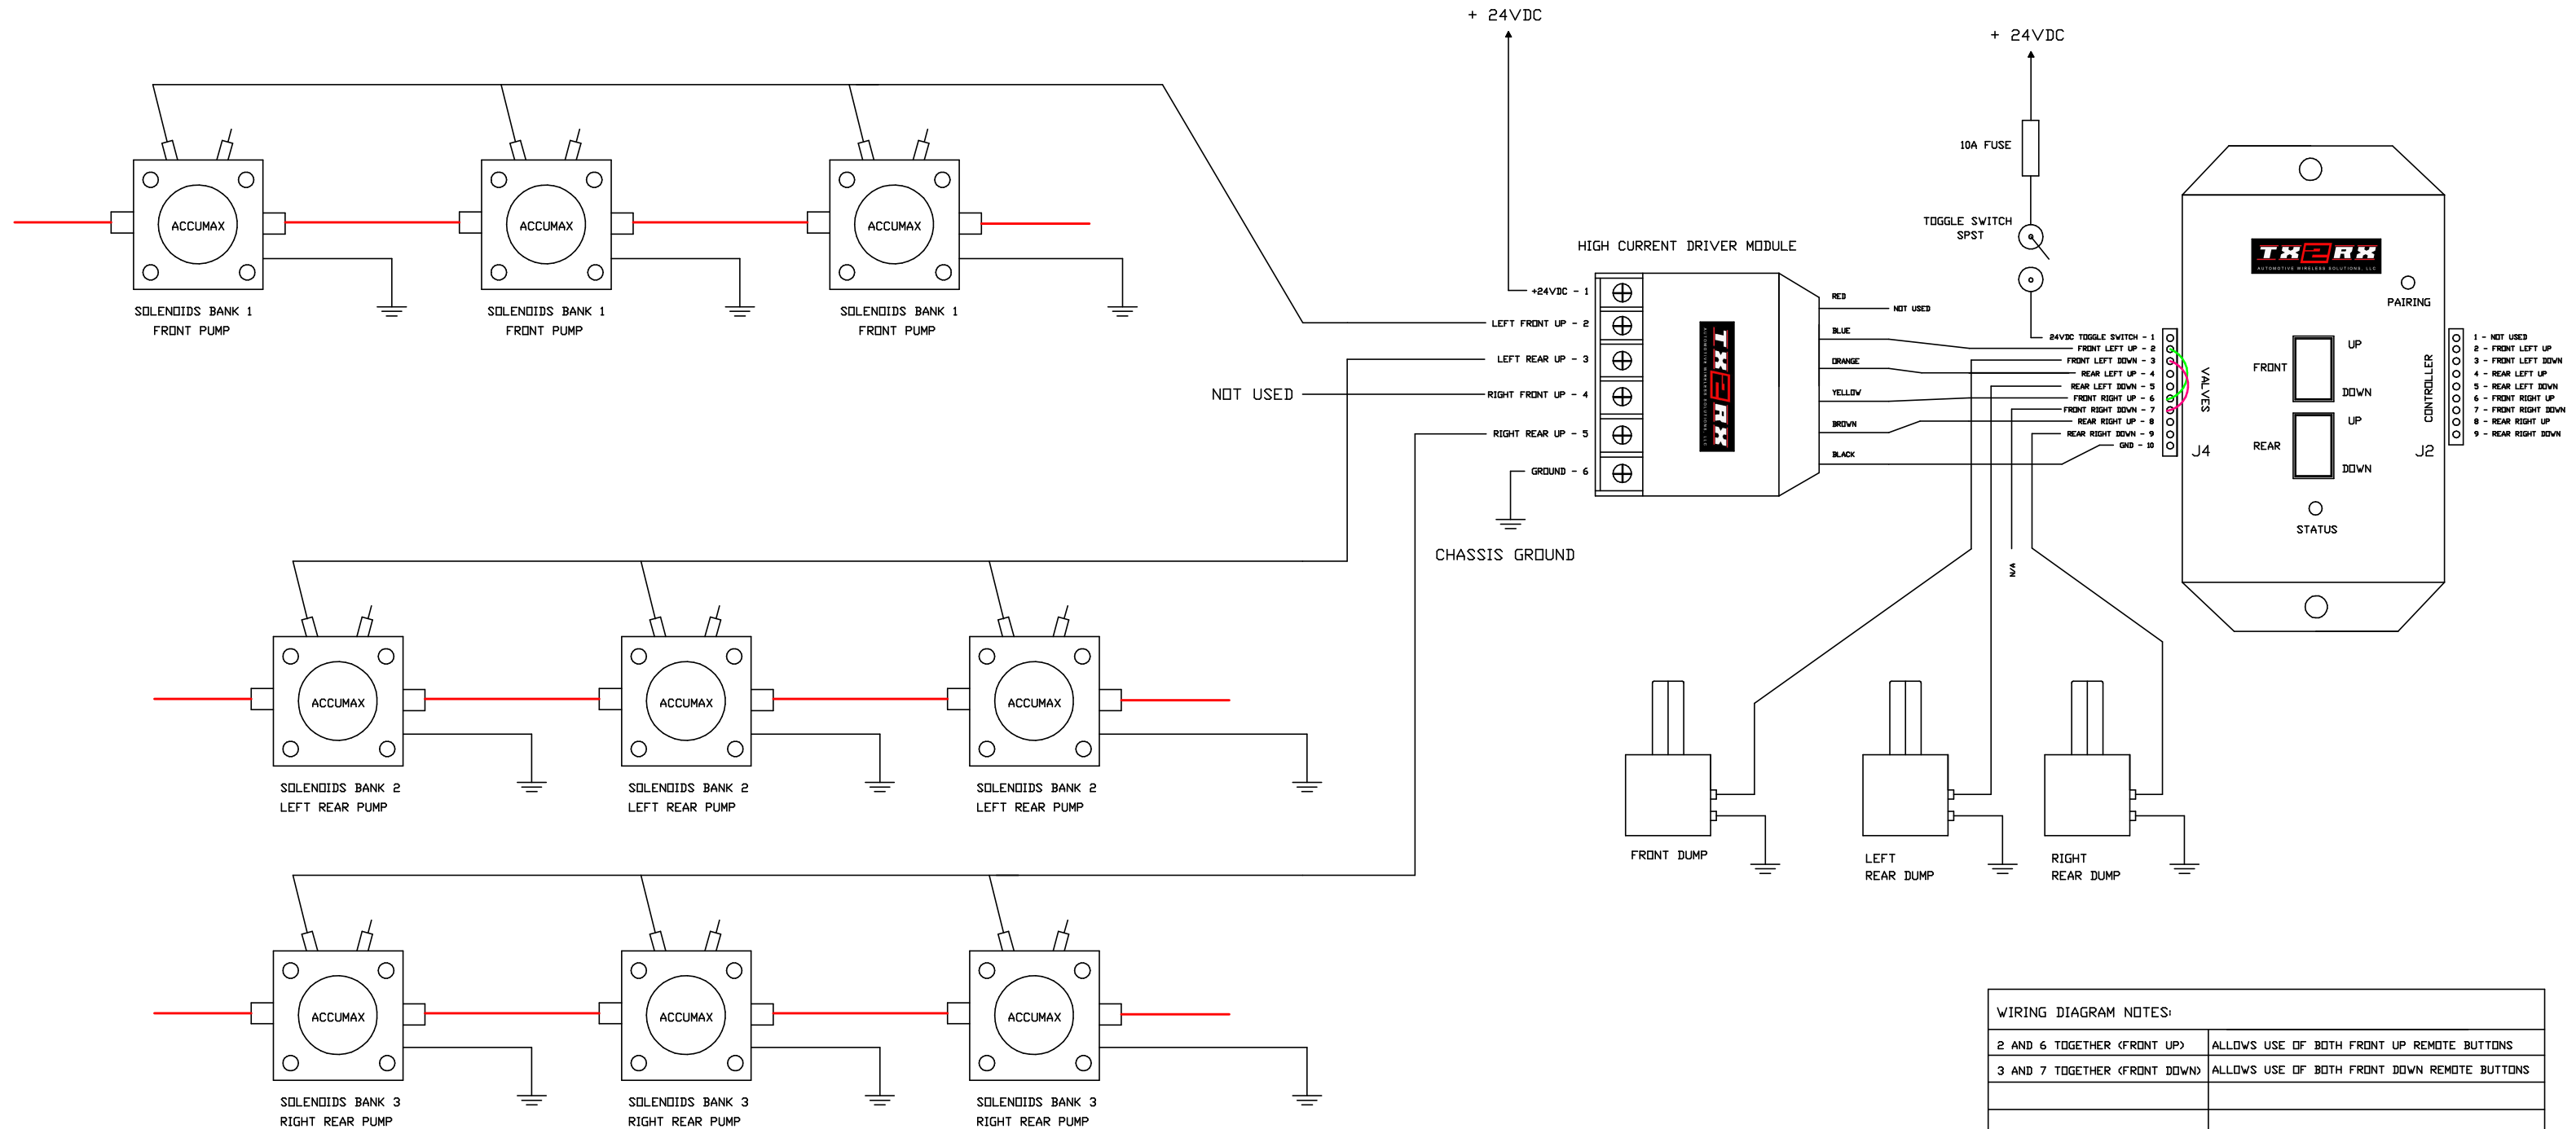 + 24VDC
+ 24VDC
10A FUSE
TOGGLE SWITCH
SPST
ACCUMAX
ACCUMAX
ACCUMAX
SOLENOIDS BANK 1
FRONT PUMP
SOLENOIDS BANK 1
FRONT PUMP
SOLENOIDS BANK 1
FRONT PUMP
HIGH CURRENT DRIVER MODULE
+24VDC - 1
LEFT FRONT UP - 2
LEFT REAR UP - 3
NOT USED
RIGHT FRONT UP - 4
RIGHT REAR UP - 5
GROUND - 6
CHASSIS GROUND
TX2RX
AUTOMOTIVE WIRELESS SOLUTIONS, LLC
RED
NOT USED
BLUE
ORANGE
YELLOW
BROWN
BLACK
24VDC TOGGLE SWITCH - 1
FRONT LEFT UP - 2
FRONT LEFT DOWN - 3
REAR LEFT UP - 4
REAR LEFT DOWN - 5
FRONT RIGHT UP - 6
FRONT RIGHT DOWN - 7
REAR RIGHT UP - 8
REAR RIGHT DOWN - 9
GND - 10
N/A
VALVES
J4
TX2RX
AUTOMOTIVE WIRELESS SOLUTIONS, LLC
PAIRING
FRONT
UP
DOWN
REAR
UP
DOWN
STATUS
CONTROLLER
J2
1 - NOT USED
2 - FRONT LEFT UP
3 - FRONT LEFT DOWN
4 - REAR LEFT UP
5 - REAR LEFT DOWN
6 - FRONT RIGHT UP
7 - FRONT RIGHT DOWN
8 - REAR RIGHT UP
9 - REAR RIGHT DOWN
ACCUMAX
ACCUMAX
ACCUMAX
SOLENOIDS BANK 2
LEFT REAR PUMP
SOLENOIDS BANK 2
LEFT REAR PUMP
SOLENOIDS BANK 2
LEFT REAR PUMP
FRONT DUMP
LEFT
REAR DUMP
RIGHT
REAR DUMP
ACCUMAX
ACCUMAX
ACCUMAX
SOLENOIDS BANK 3
RIGHT REAR PUMP
SOLENOIDS BANK 3
RIGHT REAR PUMP
SOLENOIDS BANK 3
RIGHT REAR PUMP
WIRING DIAGRAM NOTES:
2 AND 6 TOGETHER (FRONT UP) ALLOWS USE OF BOTH FRONT UP REMOTE BUTTONS
3 AND 7 TOGETHER (FRONT DOWN) ALLOWS USE OF BOTH FRONT DOWN REMOTE BUTTONS